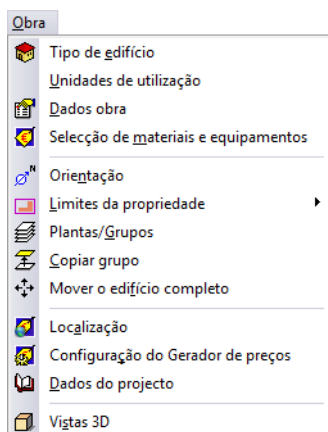 Obra
Tipo de edifício
Unidades de utilização
Dados obra
Selecção de materiais e equipamentos
N
Orientação
Limites da propriedade
Plantas/Grupos
Copiar grupo
Mover o edifício completo
Localização
Configuração do Gerador de preços
Dados do projecto
Vistas 3D